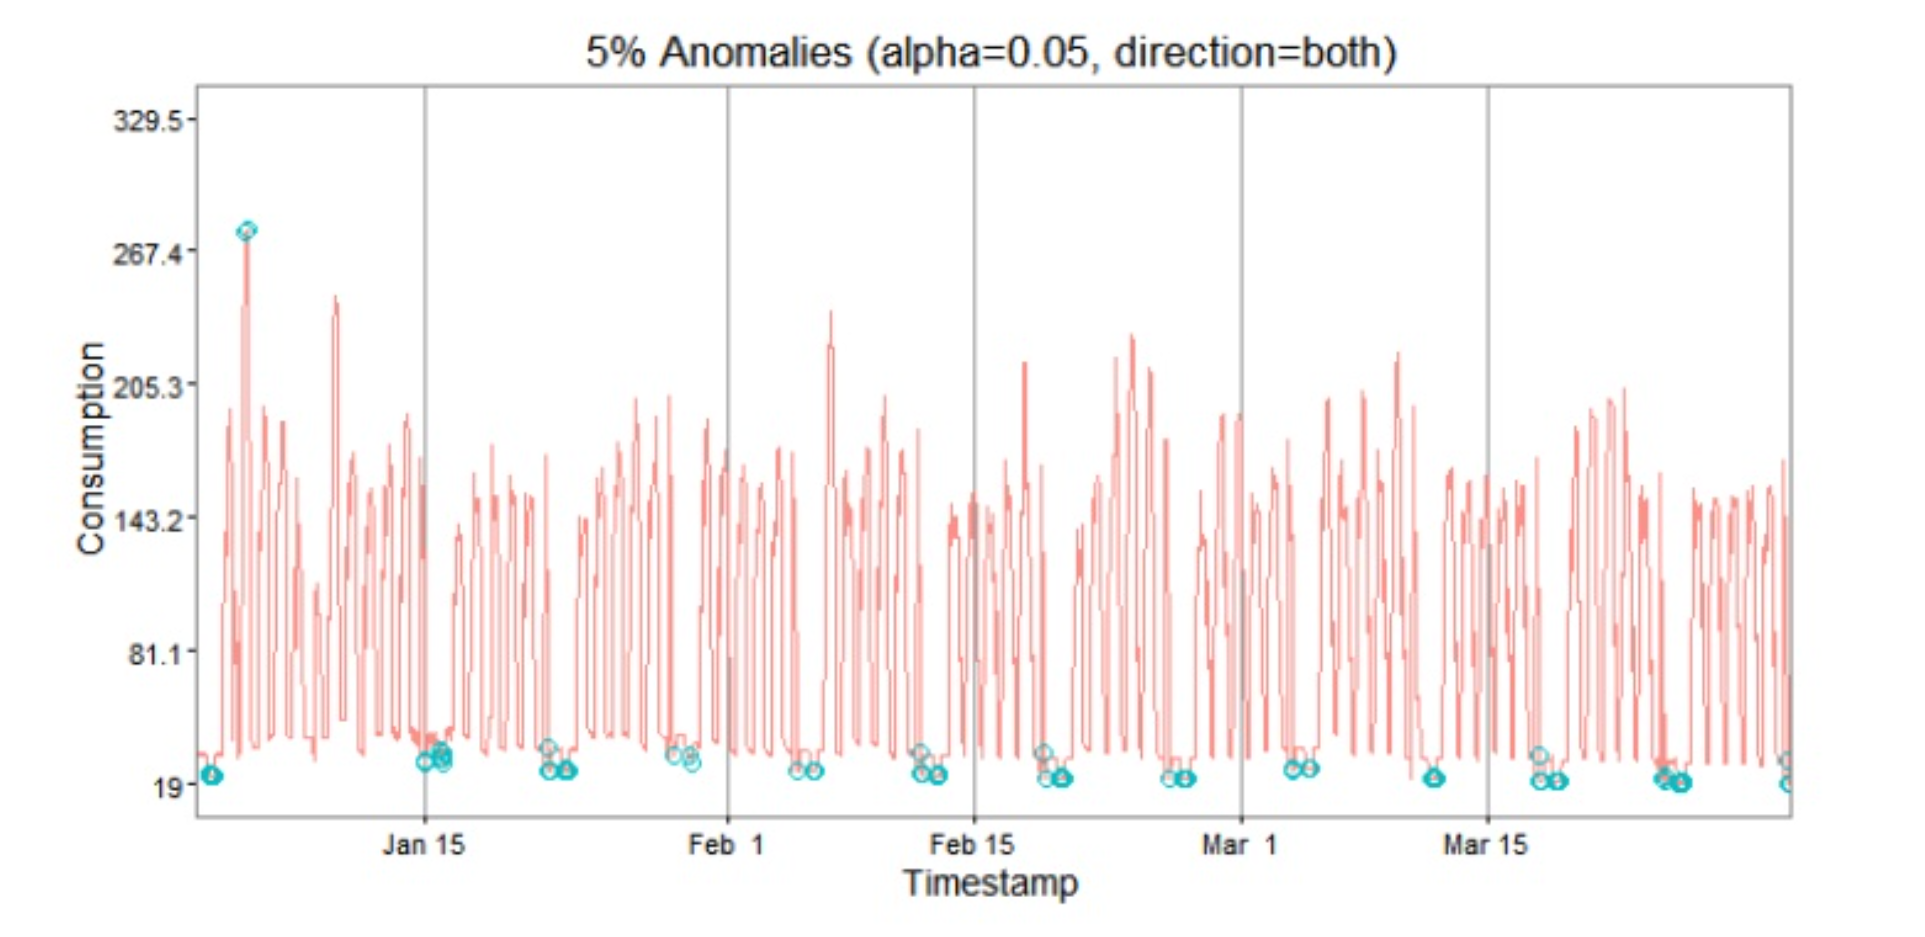 5% Anomalies (alpha=0.05, direction=both)
329.5
267.4
205.3
143.2
81.1
19
Consumption
Jan 15
Feb 1
Feb 15
Mar 1
Mar 15
Timestamp